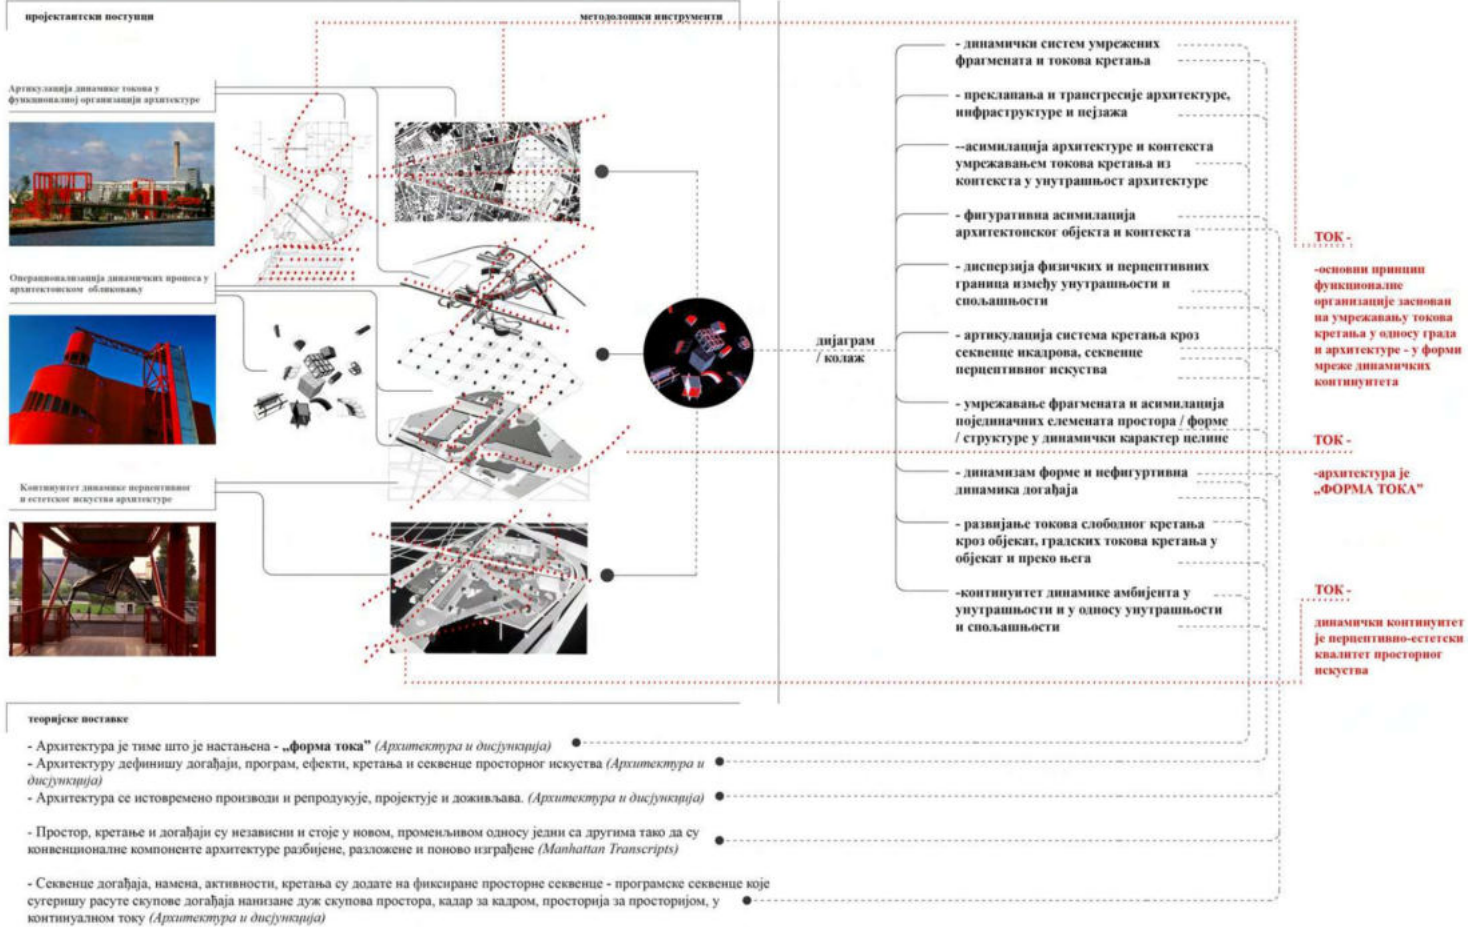 пројектантски поступци
методолошки инструменти
Артикулација динамике токова у
функционалној организацији архитектуре
Операционализација динамичких процеса у
архитектонском обликовању
Континуитет динамике перцептивног
и естетског искуства архитектуре
дијаграм
/ колаж
- динамички систем умрежених
фрагмената и токова кретања
- преклапања и трансгресије архитектуре,
инфраструктуре и пејзажа
--асимилација архитектуре и контекста
умрежавањем токова кретања из
контекста у унутрашњост архитектуре
- фигуративна асимилација
архитектонског објекта и контекста
- дисперзија физичких и перцептивних
граница између унутрашњости и
спољашњости
- артикулација система кретања кроз
секвенце икадрова, секвенце
перцептивног искуства
- умрежавање фрагмената и асимилација
појединачних елемената простора / форме
/ структуре у динамички карактер целине
- динамизам форме и нефигуртивна
динамика догађаја
- развијање токова слободног кретања
кроз објекат, градских токова кретања у
објекат и преко њега
-континуитет динамике амбијента у
унутрашњости и у односу унутрашњости
и спољашњости
ТОК -
-основни принцип
функционалне
организације заснован
на умрежавању токова
кретања у односу града
и архитектуре - у форми
мреже динамичких
континуитета
ТОК -
-архитектура је
„ФОРМА ТОКА”
ТОК -
динамички континуитет
је перцептивно-естетски
квалитет просторног
искуства
теоријске поставке
- Архитектура је тиме што је настањена - „форма тока” (Архитектура и дисјункција)
- Архитектуру дефинишу догађаји, програм, ефекти, кретања и секвенце просторног искуства (Архитектура и
дисјункција)
- Архитектура се истовремено производи и репродукује, пројектује и доживљава. (Архитектура и дисјункција)
- Простор, кретање и догађаји су независни и стоје у новом, променљивом односу једни са другима тако да су
конвенционалне компоненте архитектуре разбијене, разложене и поново изграђене (Manhattan Transcripts)
- Секвенце догађаја, намена, активности, кретања су додате на фиксиране просторне секвенце - програмске секвенце које
сугеришу расуте скупове догађаја нанизане дуж скупова простора, кадар за кадром, просторија за просторијом, у
континуалном току (Архитектура и дисјункција)